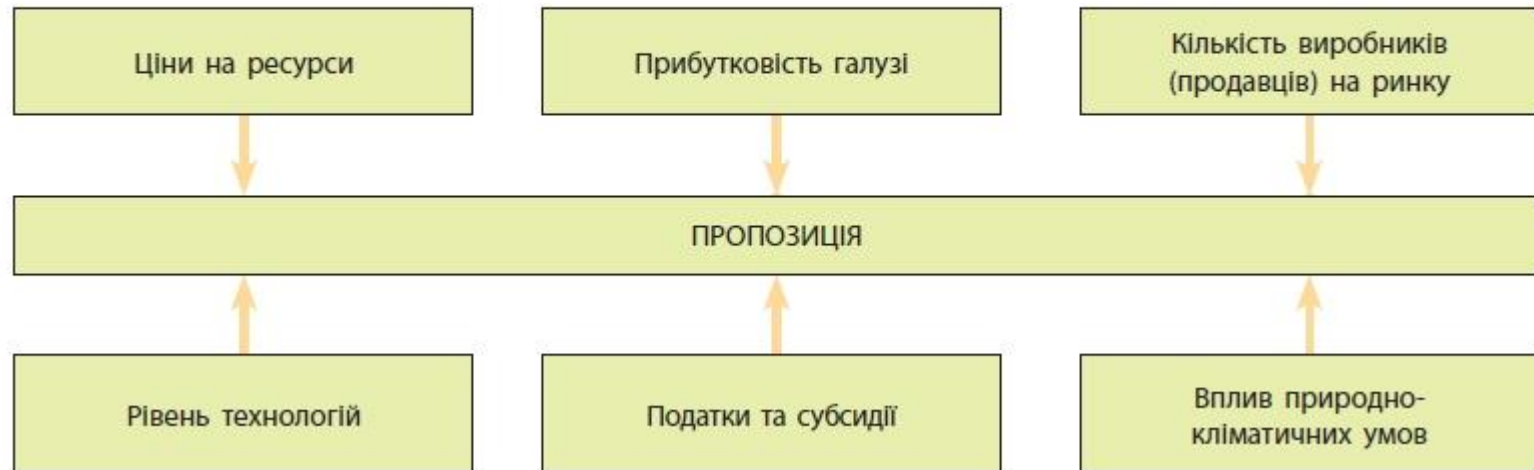 Ціни на ресурси
Прибутковість галузі
Кількість виробників
(продавців) на ринку
ПРОПОЗИЦІЯ
Рівень технологій
Податки та субсидії
Вплив природно-
кліматичних умов